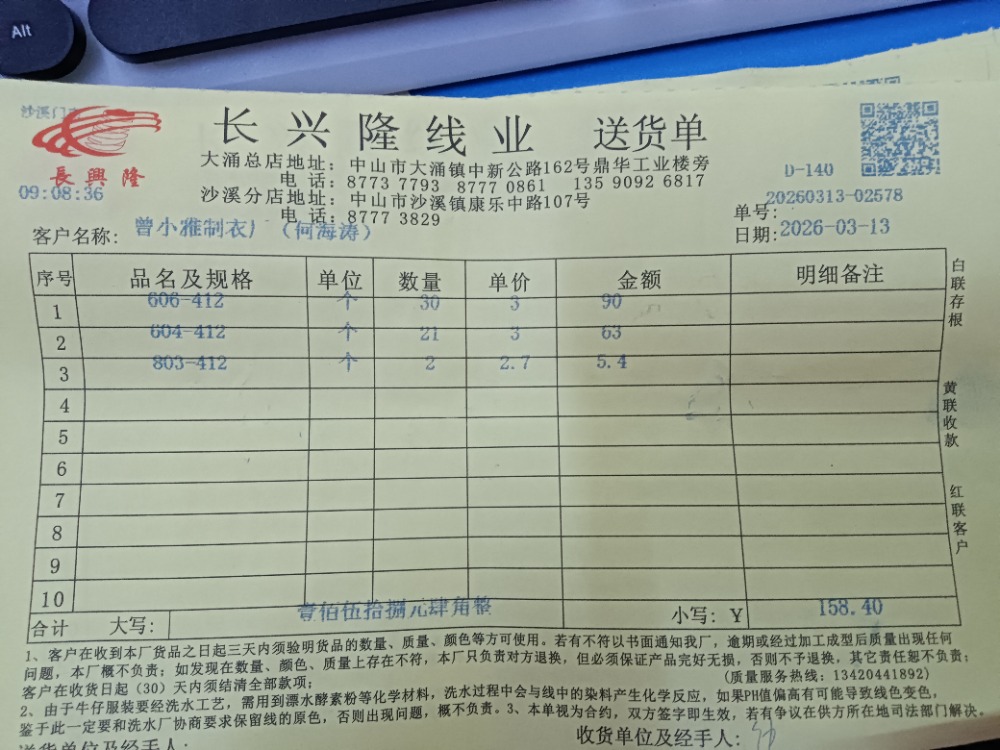 Alt
沙溪门
長興隆
09:08:36
长兴隆线业 送货单
大涌总店地址：中山市大涌镇中新公路162号鼎华工业楼旁
电话：8773 7793 8777 0861 135 9092 6817
沙溪分店地址：中山市沙溪镇康乐中路107号
电话：8777 3829
D-140
20260313-02578
单号：
日期：2026-03-13
客户名称：曾小雅制衣厂（何海涛）
序号 品名及规格 单位 数量 单价 金额 明细备注
1 606-412 个 30 3 90
2 604-412 个 21 3 63
3 803-412 个 2 2.7 5.4
4
5
6
7
8
9
10
合计 大写：壹佰伍拾捌元肆角整 小写：¥ 158.40
白联存根
黄联收款
红联客户
1、客户在收到本厂货品之日起三天内须验明货品的数量、质量、颜色等方可使用。若有不符以书面通知我厂，逾期或经过加工成型后质量出现任何
问题，本厂概不负责；如发现在数量、颜色、质量上存在不符，本厂只负责对方退换，但必须保证产品完好无损，否则不予退换，其它责任恕不负责；
客户在收货日起（30）天内须结清全部款项； （质量服务热线：13420441892）
2、由于牛仔服装要经洗水工艺，需用到漂水酵素粉等化学材料，洗水过程中会与线中的染料产生化学反应，如果PH值偏高有可能导致线色变色，
鉴于此一定要和洗水厂协商要求保留线的原色，否则出现问题，概不负责。3、本单视为合约，双方签字即生效，若有争议在供方所在地司法部门解决。
送货单位及经手人： 收货单位及经手人：